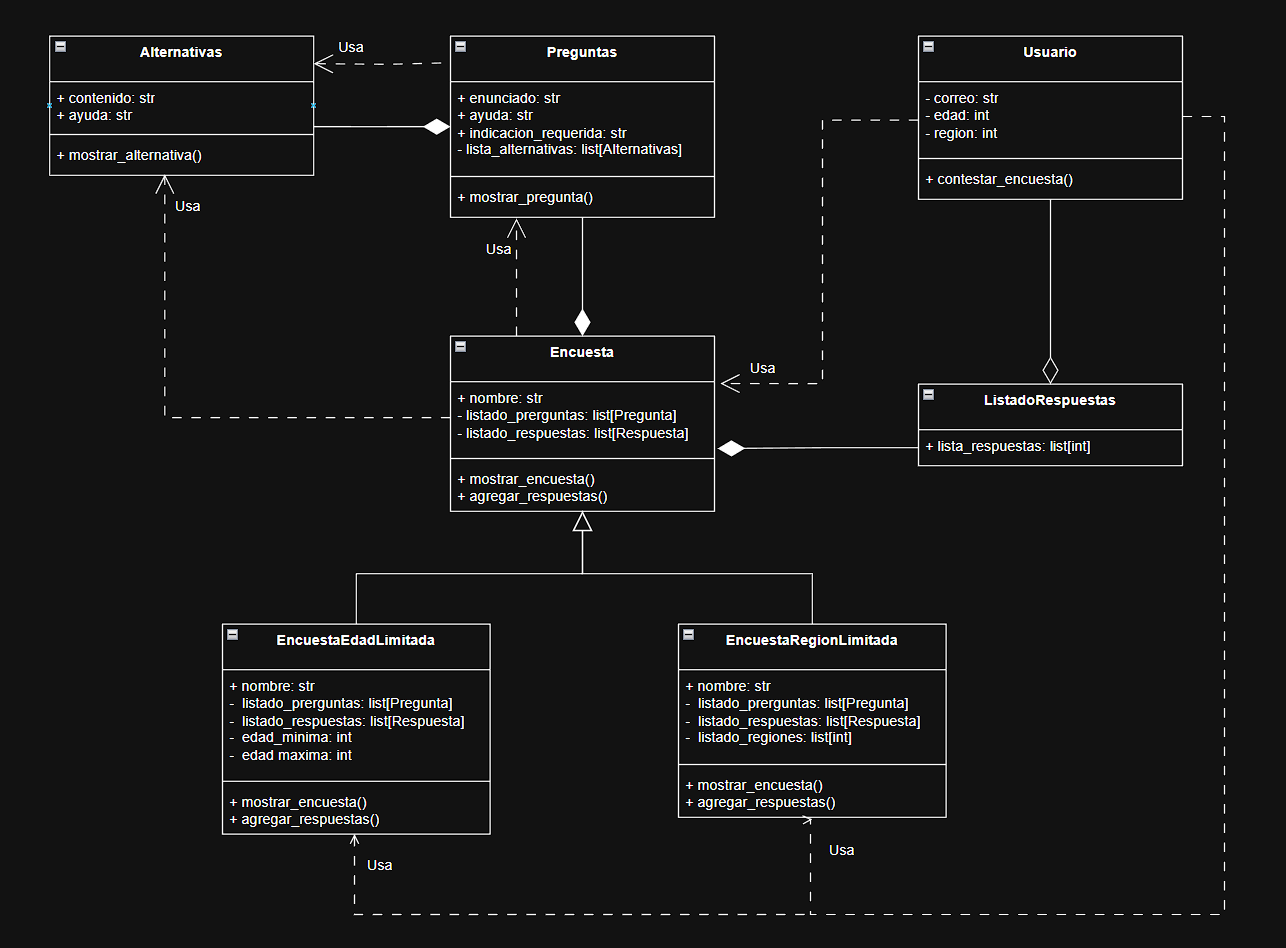 Alternativas
+ contenido: str
+ ayuda: str
+ mostrar_alternativa()
Usa
Preguntas
+ enunciado: str
+ ayuda: str
+ indicacion_requerida: str
- lista_alternativas: list[Alternativas]
+ mostrar_pregunta()
Usuario
- correo: str
- edad: int
- region: int
+ contestar_encuesta()
Usa
Usa
Encuesta
+ nombre: str
- listado_prerguntas: list[Pregunta]
- listado_respuestas: list[Respuesta]
+ mostrar_encuesta()
+ agregar_respuestas()
Usa
ListadoRespuestas
+ lista_respuestas: list[int]
EncuestaEdadLimitada
+ nombre: str
- listado_prerguntas: list[Pregunta]
- listado_respuestas: list[Respuesta]
- edad_minima: int
- edad maxima: int
+ mostrar_encuesta()
+ agregar_respuestas()
Usa
EncuestaRegionLimitada
+ nombre: str
- listado_prerguntas: list[Pregunta]
- listado_respuestas: list[Respuesta]
- listado_regiones: list[int]
+ mostrar_encuesta()
+ agregar_respuestas()
Usa